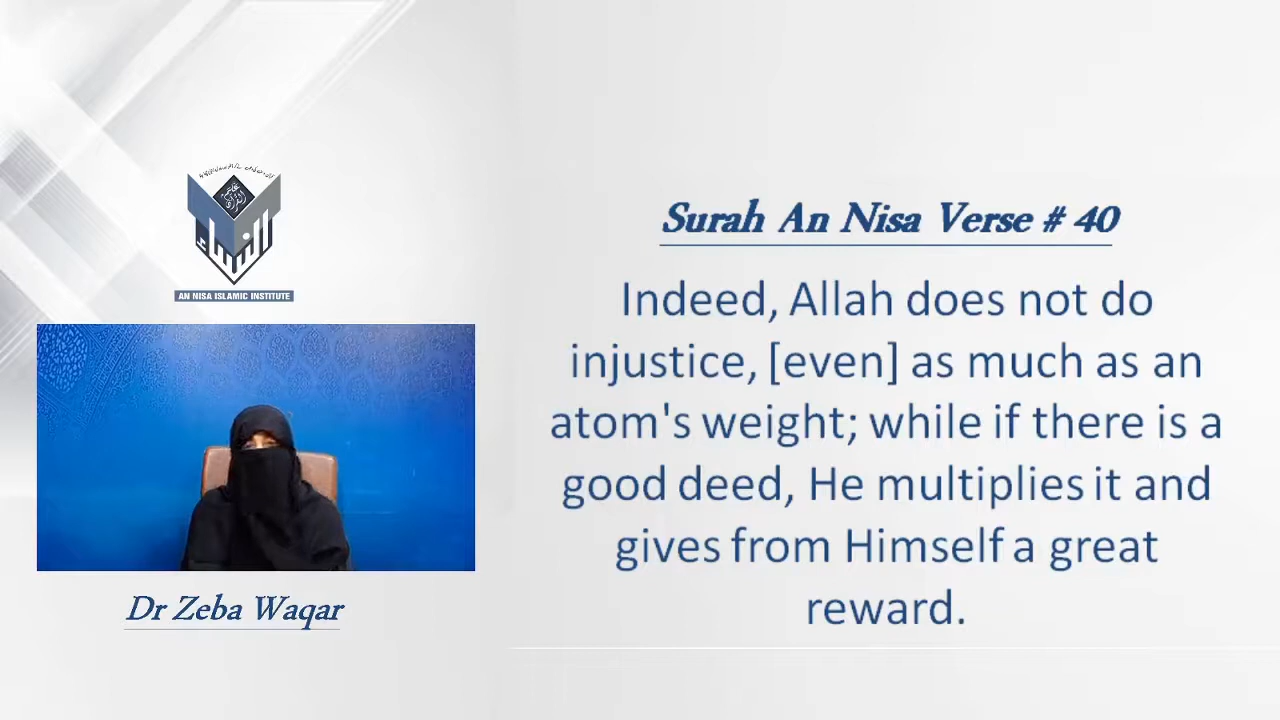 النساء
AN NISA ISLAMIC INSTITUTE
Dr Zeba Waqar
Surah An Nisa Verse # 40
Indeed, Allah does not do
injustice, [even] as much as an
atom's weight; while if there is a
good deed, He multiplies it and
gives from Himself a great
reward.